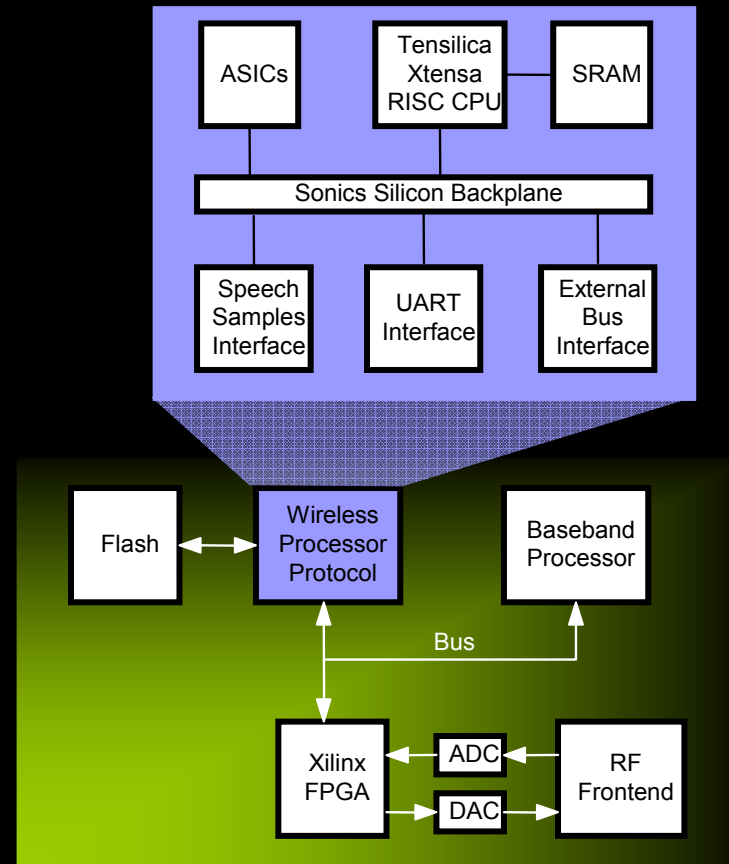 ASICs
Tensilica
Xtensa
RISC CPU
SRAM
Sonics Silicon Backplane
Speech
Samples
Interface
UART
Interface
External
Bus
Interface
Flash
Wireless
Processor
Protocol
Baseband
Processor
Bus
Xilinx
FPGA
ADC
DAC
RF
Frontend